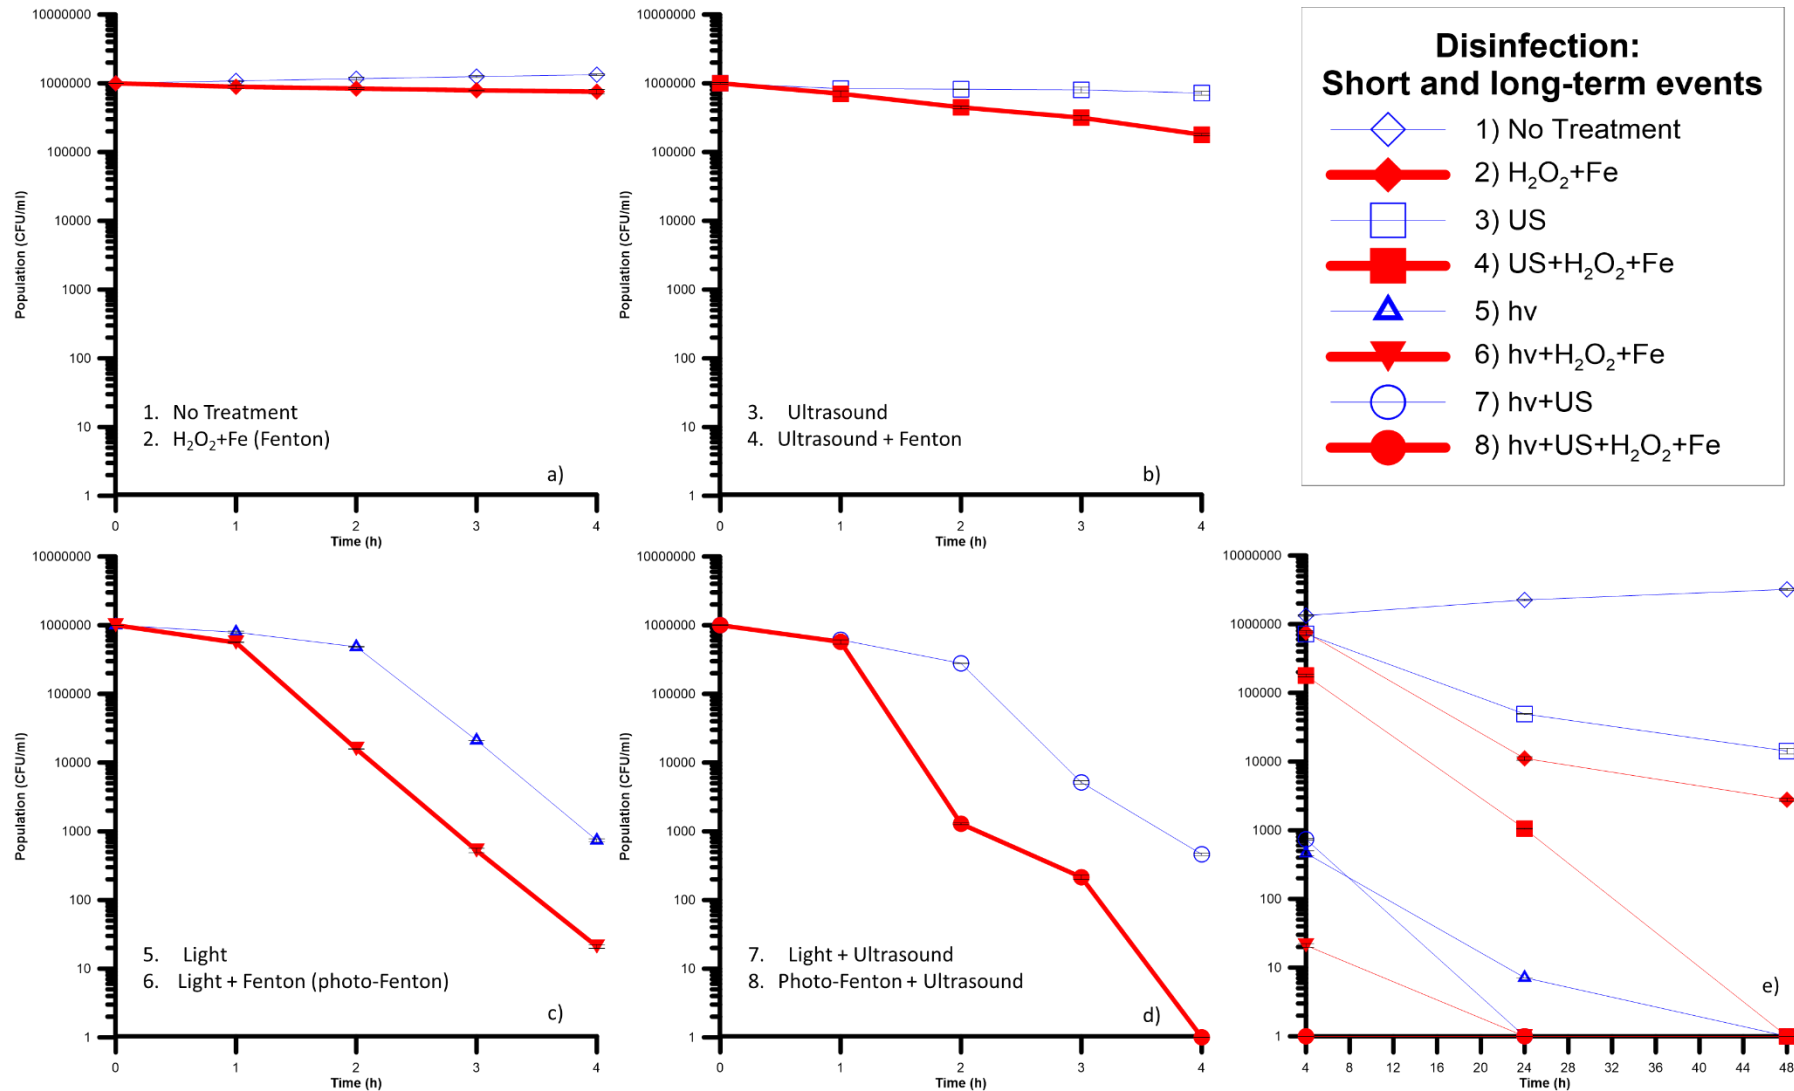 10000000
1000000
100000
10000
1000
100
10
1
Population (CFU/ml)
1. No Treatment
2. H₂O₂+Fe (Fenton)
a)
0 1 2 3 4
Time (h)
10000000
1000000
100000
10000
1000
100
10
1
Population (CFU/ml)
3. Ultrasound
4. Ultrasound + Fenton
b)
0 1 2 3 4
Time (h)
Disinfection:
Short and long-term events
1) No Treatment
2) H₂O₂+Fe
3) US
4) US+H₂O₂+Fe
5) hv
6) hv+H₂O₂+Fe
7) hv+US
8) hv+US+H₂O₂+Fe
10000000
1000000
100000
10000
1000
100
10
1
Population (CFU/ml)
5. Light
6. Light + Fenton (photo-Fenton)
c)
0 1 2 3 4
Time (h)
10000000
1000000
100000
10000
1000
100
10
1
Population (CFU/ml)
7. Light + Ultrasound
8. Photo-Fenton + Ultrasound
d)
0 1 2 3 4
Time (h)
10000000
1000000
100000
10000
1000
100
10
1
e)
4 8 12 16 20 24 28 32 36 40 44 48
Time (h)